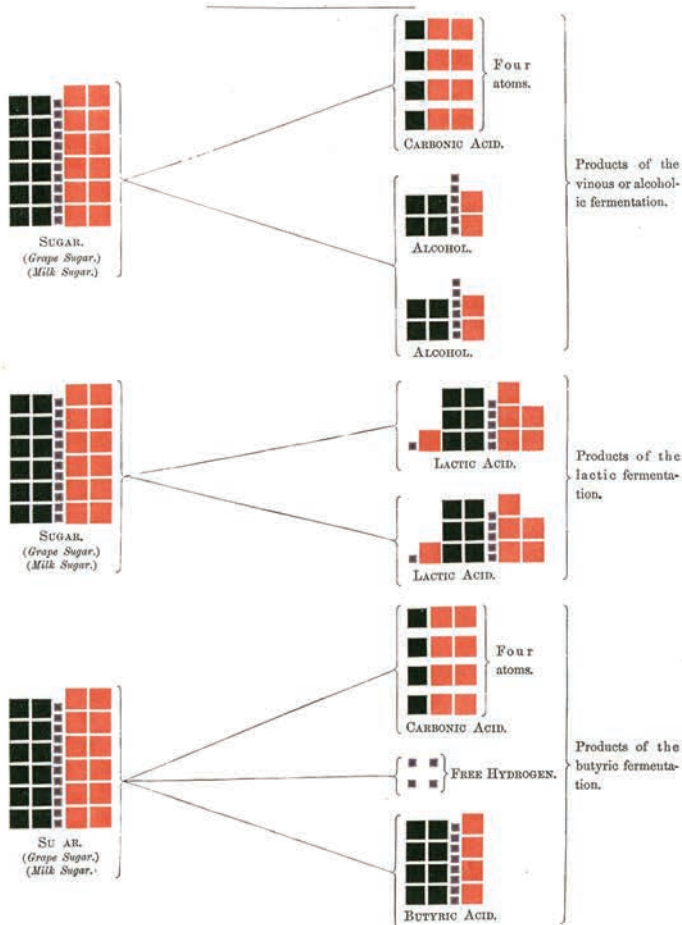 Four
atoms.
CARBONIC ACID.
SUGAR.
(Grape Sugar.)
(Milk Sugar.)
ALCOHOL.
ALCOHOL.
Products of the
vinous or alcohol-
ic fermentation.
LACTIC ACID.
SUGAR.
(Grape Sugar.)
(Milk Sugar.)
LACTIC ACID.
Products of the
lactic fermenta-
tion.
Four
atoms.
CARBONIC ACID.
FREE HYDROGEN.
SU AR.
(Grape Sugar.)
(Milk Sugar.
BUTYRIC ACID.
Products of the
butyric fermenta-
tion.